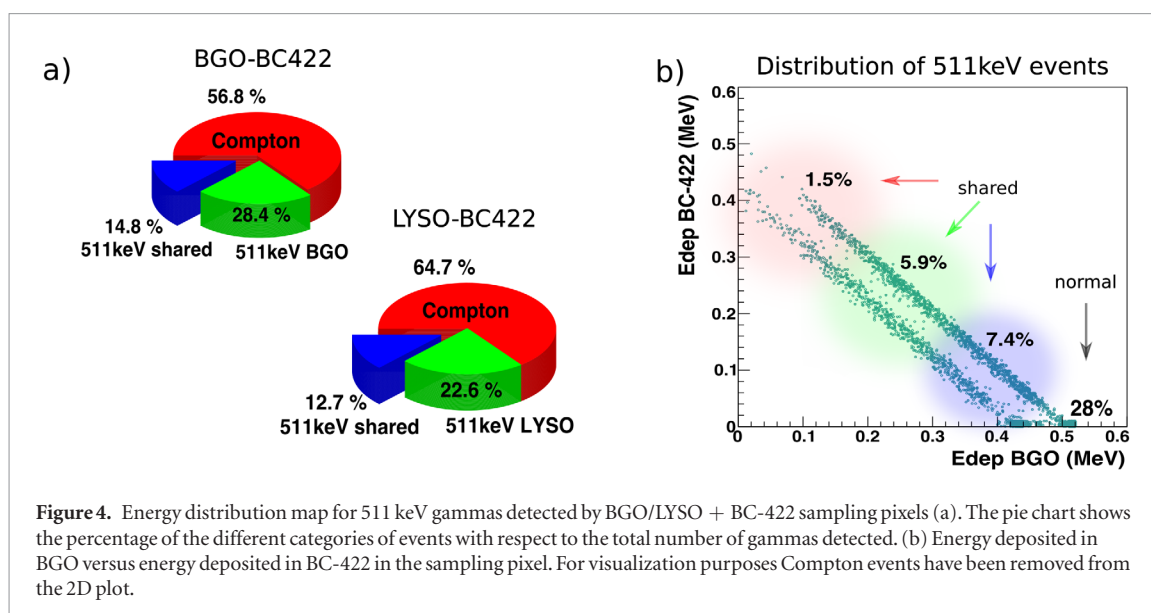 a)
BGO-BC422
56.8 %
Compton
28.4 %
14.8 %
511keV shared
511keV BGO
LYSO-BC422
64.7 %
Compton
22.6 %
12.7 %
511keV shared
511keV LYSO
b)
Distribution of 511keV events
Edep BC-422 (MeV)
0.6
0.5
0.4
0.3
0.2
0.1
0
1.5%
shared
5.9%
normal
7.4%
28%
0
0.1
0.2
0.3
0.4
0.5
0.6
Edep BGO (MeV)
Figure 4. Energy distribution map for 511 keV gammas detected by BGO/LYSO + BC-422 sampling pixels (a). The pie chart shows
the percentage of the different categories of events with respect to the total number of gammas detected. (b) Energy deposited in
BGO versus energy deposited in BC-422 in the sampling pixel. For visualization purposes Compton events have been removed from
the 2D plot.